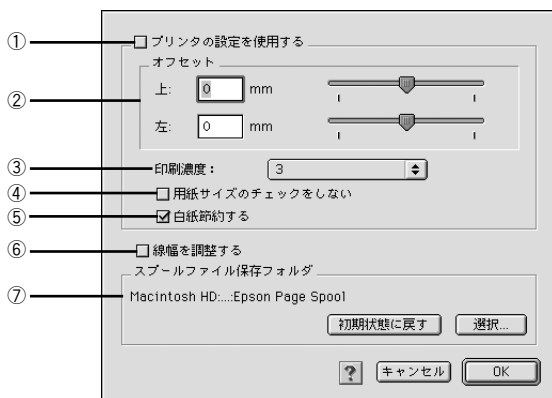 ① プリンタの設定を使用する
オフセット
② 上: 0 mm
左: 0 mm
③ 印刷濃度： 3
④ 用紙サイズのチェックをしない
⑤ 白紙節約する
⑥ 線幅を調整する
スプールファイル保存フォルダ
⑦ Macintosh HD:...:Epson Page Spool
初期状態に戻す 選択...
? キャンセル OK